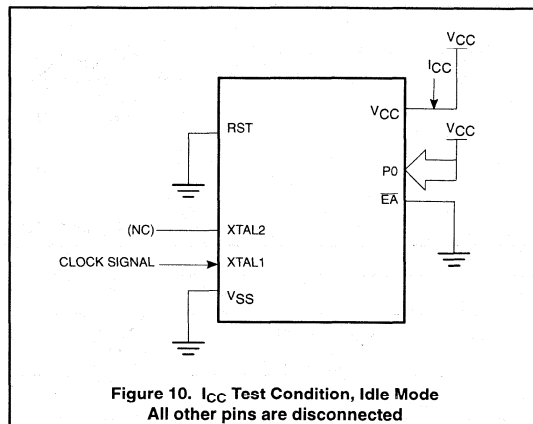 VCC
ICC
VCC
RST
VCC
P0
EA
(NC)
XTAL2
CLOCK SIGNAL
XTAL1
VSS
Figure 10. ICC Test Condition, Idle Mode
All other pins are disconnected